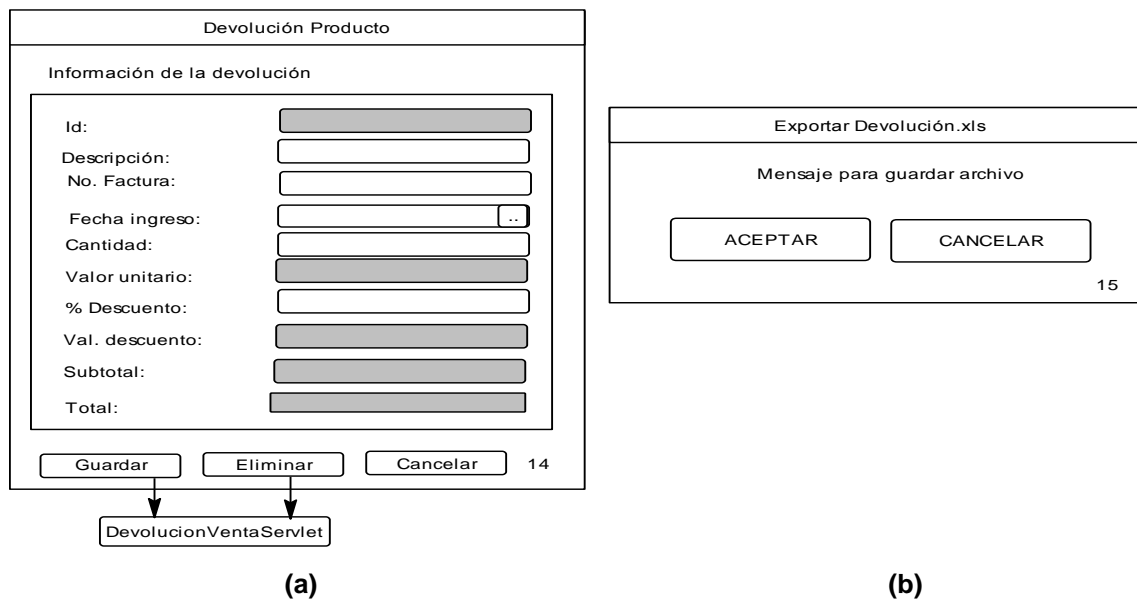 Devolución Producto
Información de la devolución
Id:
Descripción:
No. Factura:
Fecha ingreso:
..
Cantidad:
Valor unitario:
% Descuento:
Val. descuento:
Subtotal:
Total:
Guardar
Eliminar
Cancelar
14
DevolucionVentaServlet
(a)
Exportar Devolución.xls
Mensaje para guardar archivo
ACEPTAR
CANCELAR
15
(b)